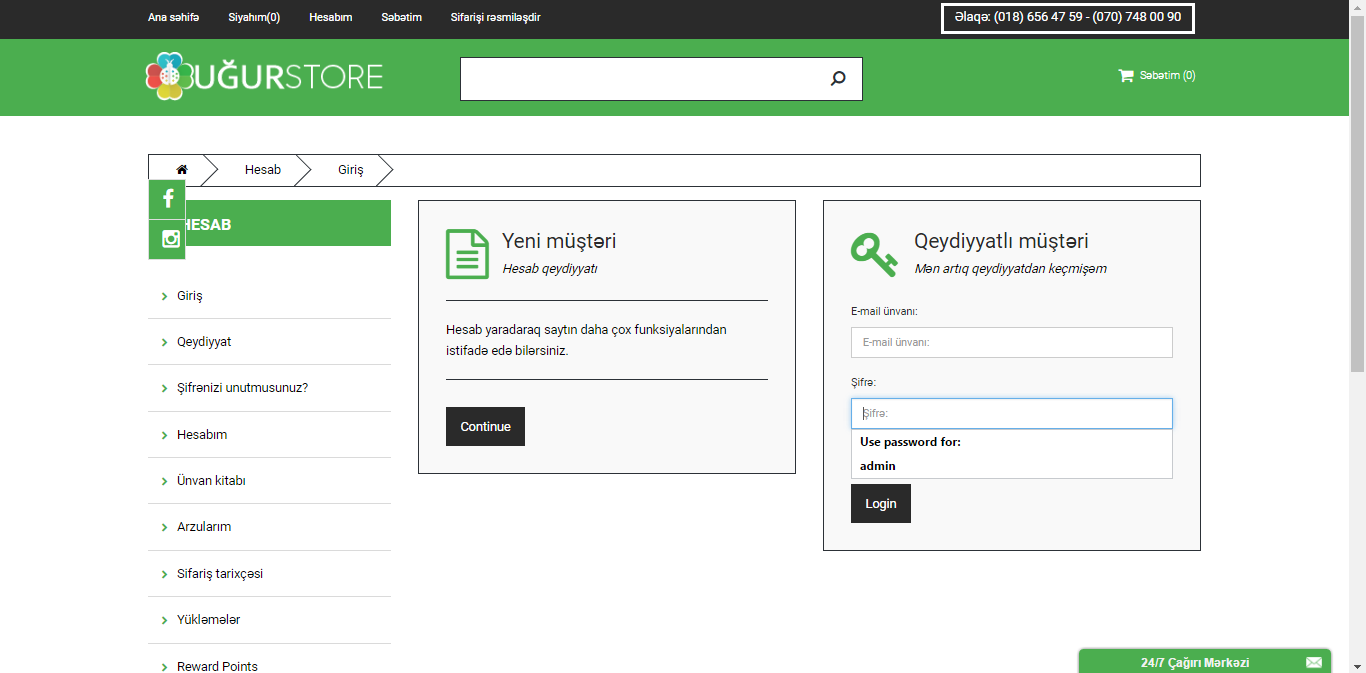 Ana səhifə
Siyahım(0)
Hesabım
Səbətim
Sifarişi rəsmiləşdir
Əlaqə: (018) 656 47 59 - (070) 748 00 90
UĞURSTORE
Səbətim (0)
Hesab
Giriş
HESAB
Giriş
Qeydiyyat
Şifrənizi unutmusunuz?
Hesabım
Ünvan kitabı
Arzularım
Sifariş tarixçəsi
Yükləmələr
Reward Points
Yeni müştəri
Hesab qeydiyyatı
Hesab yaradaraq saytın daha çox funksiyalarından
istifadə edə bilərsiniz.
Continue
Qeydiyyatlı müştəri
Mən artıq qeydiyyatdan keçmişəm
E-mail ünvanı:
E-mail ünvanı:
Şifrə:
Şifrə:
Use password for:
admin
Login
24/7 Çağırı Mərkəzi